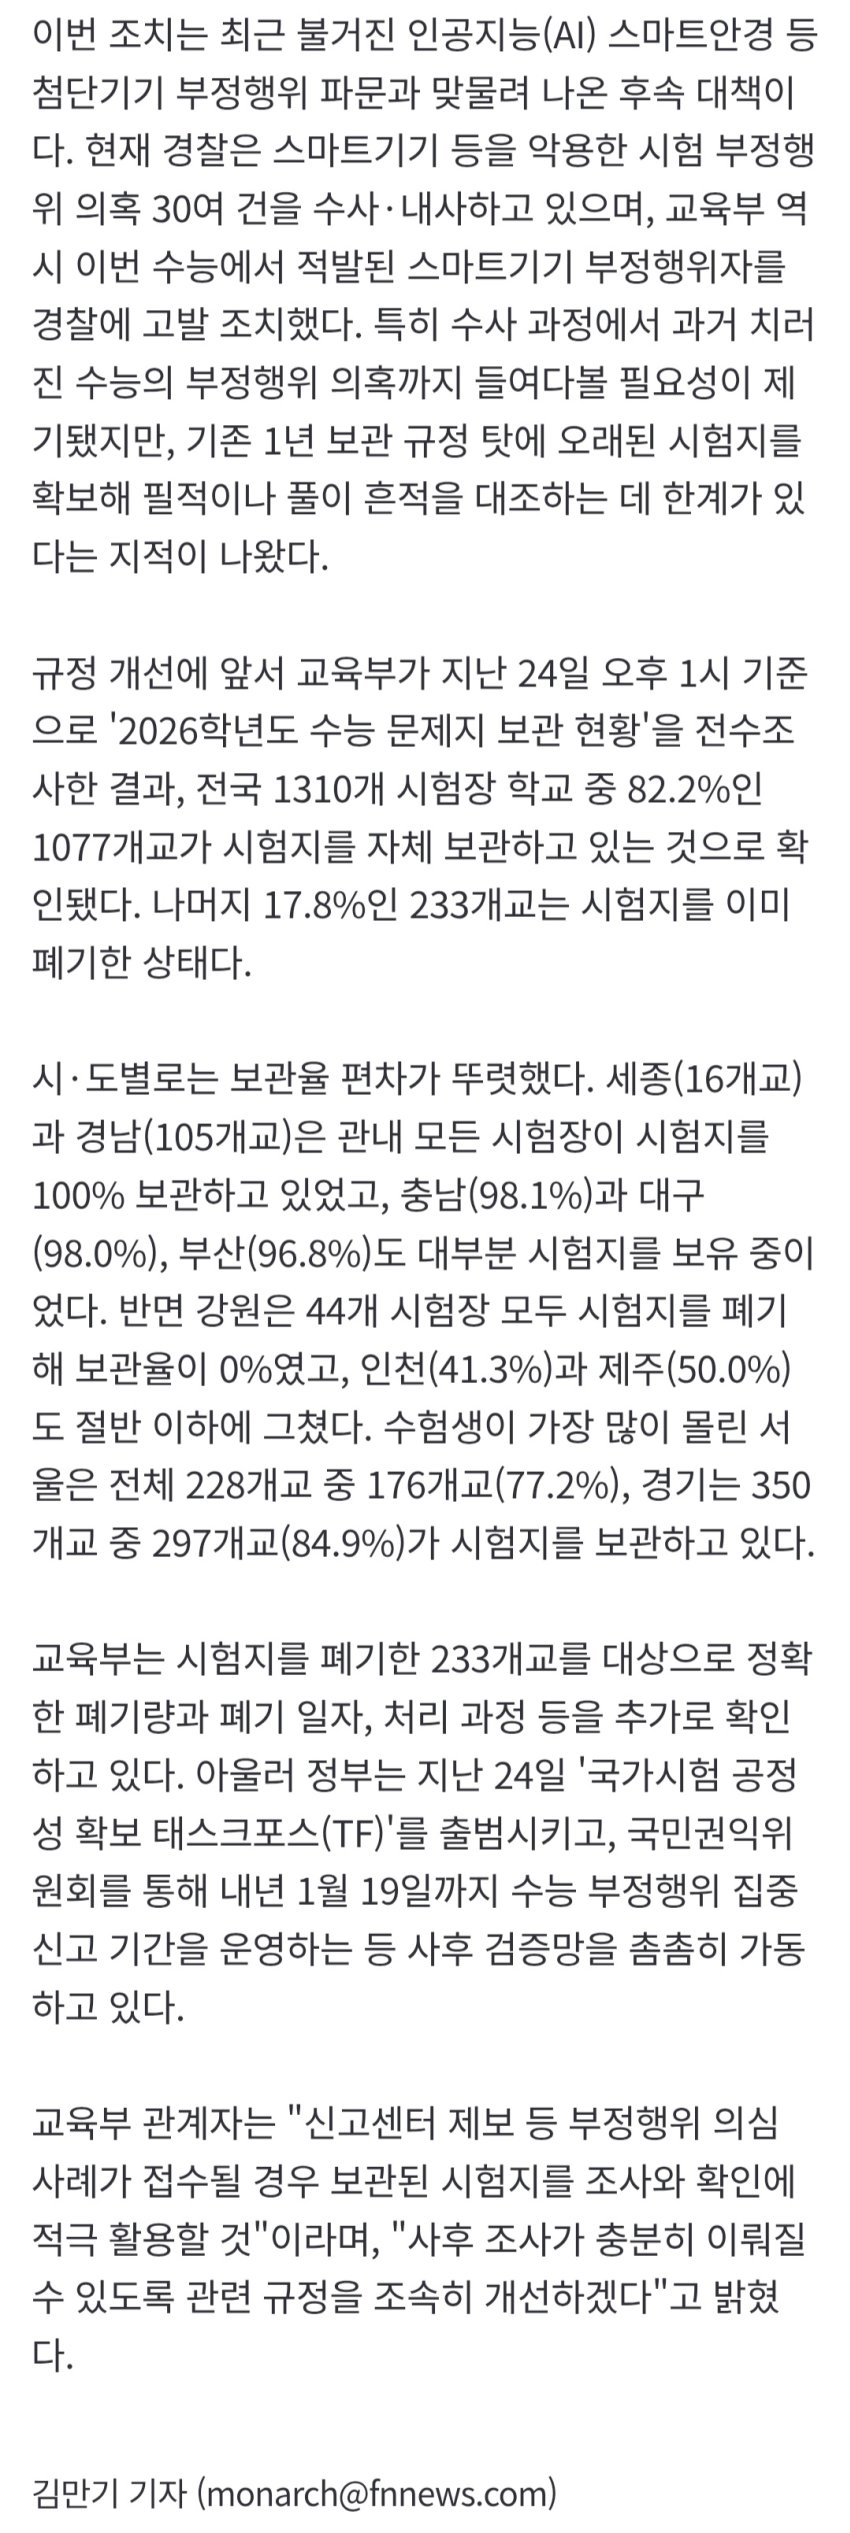 이번 조치는 최근 불거진 인공지능(AI) 스마트안경 등
첨단기기 부정행위 파문과 맞물려 나온 후속 대책이
다. 현재 경찰은 스마트기기 등을 악용한 시험 부정행
위 의혹 30여 건을 수사·내사하고 있으며, 교육부 역
시 이번 수능에서 적발된 스마트기기 부정행위자를
경찰에 고발 조치했다. 특히 수사 과정에서 과거 치러
진 수능의 부정행위 의혹까지 들여다볼 필요성이 제
기됐지만, 기존 1년 보관 규정 탓에 오래된 시험지를
확보해 필적이나 풀이 흔적을 대조하는 데 한계가 있
다는 지적이 나왔다.
규정 개선에 앞서 교육부가 지난 24일 오후 1시 기준
으로 '2026학년도 수능 문제지 보관 현황'을 전수조
사한 결과, 전국 1310개 시험장 학교 중 82.2%인
1077개교가 시험지를 자체 보관하고 있는 것으로 확
인됐다. 나머지 17.8%인 233개교는 시험지를 이미
폐기한 상태다.
시·도별로는 보관율 편차가 뚜렷했다. 세종(16개교)
과 경남(105개교)은 관내 모든 시험장이 시험지를
100% 보관하고 있었고, 충남(98.1%)과 대구
(98.0%), 부산(96.8%)도 대부분 시험지를 보유 중이
었다. 반면 강원은 44개 시험장 모두 시험지를 폐기
해 보관율이 0%였고, 인천(41.3%)과 제주(50.0%)
도 절반 이하에 그쳤다. 수험생이 가장 많이 몰린 서
울은 전체 228개교 중 176개교(77.2%), 경기는 350
개교 중 297개교(84.9%)가 시험지를 보관하고 있다.
교육부는 시험지를 폐기한 233개교를 대상으로 정확
한 폐기량과 폐기 일자, 처리 과정 등을 추가로 확인
하고 있다. 아울러 정부는 지난 24일 '국가시험 공정
성 확보 태스크포스(TF)'를 출범시키고, 국민권익위
원회를 통해 내년 1월 19일까지 수능 부정행위 집중
신고 기간을 운영하는 등 사후 검증망을 촘촘히 가동
하고 있다.
교육부 관계자는 "신고센터 제보 등 부정행위 의심
사례가 접수될 경우 보관된 시험지를 조사와 확인에
적극 활용할 것"이라며, "사후 조사가 충분히 이뤄질
수 있도록 관련 규정을 조속히 개선하겠다"고 밝혔
다.
김만기 기자 (monarch@fnnews.com)